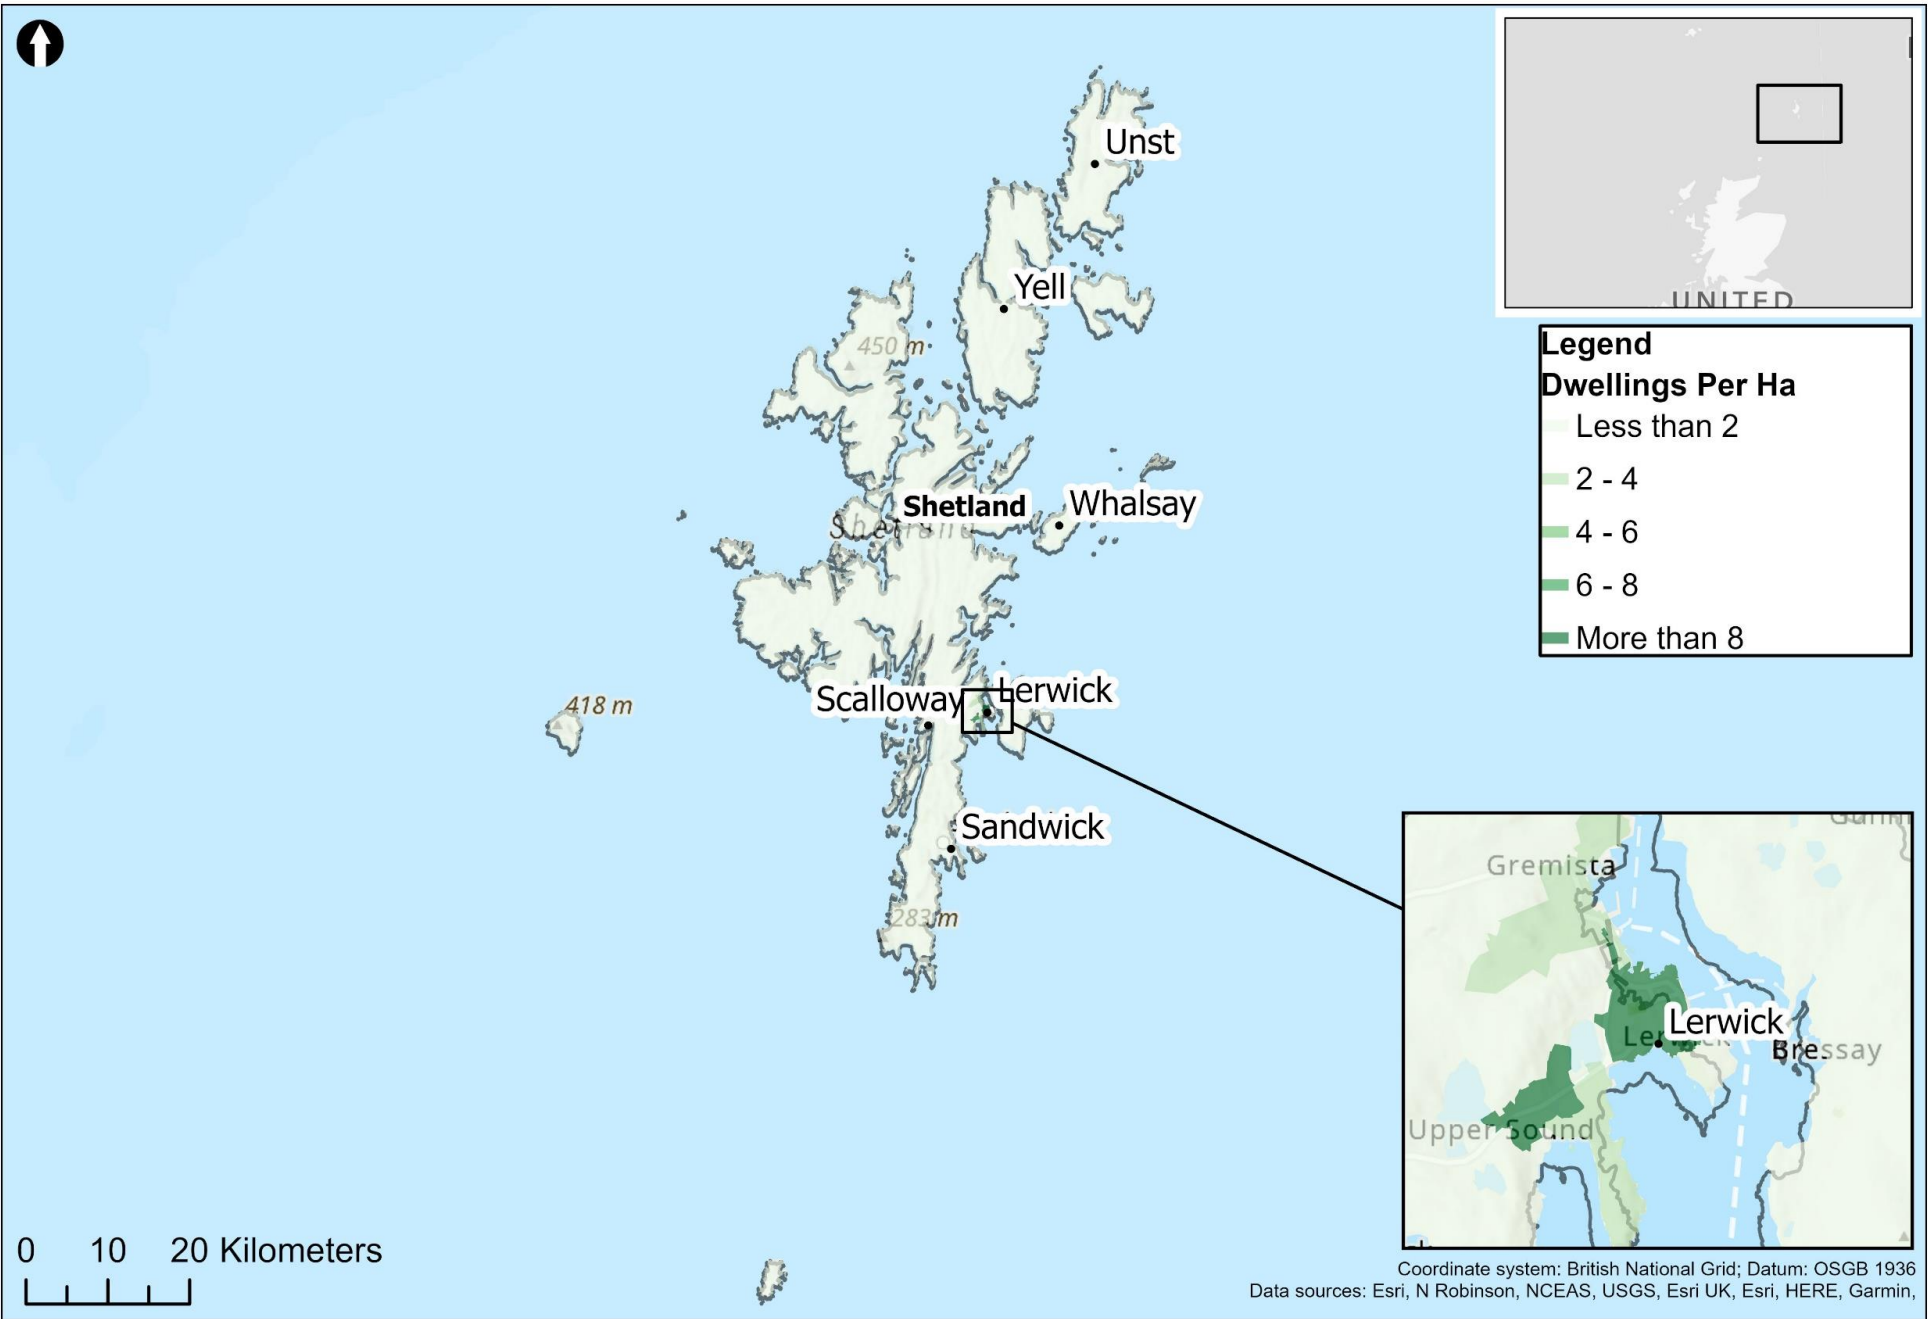 Unst
Yell
450 m
Shetland
Shetland
Whalsay
Scalloway
Lerwick
418 m
Sandwick
283 m
0 10 20 Kilometers
UNITED
Legend
Dwellings Per Ha
Less than 2
2 - 4
4 - 6
6 - 8
More than 8
Gremista
Lerwick
Lerwick
Bressay
Upper Sound
Coordinate system: British National Grid; Datum: OSGB 1936
Data sources: Esri, N Robinson, NCEAS, USGS, Esri UK, Esri, HERE, Garmin,